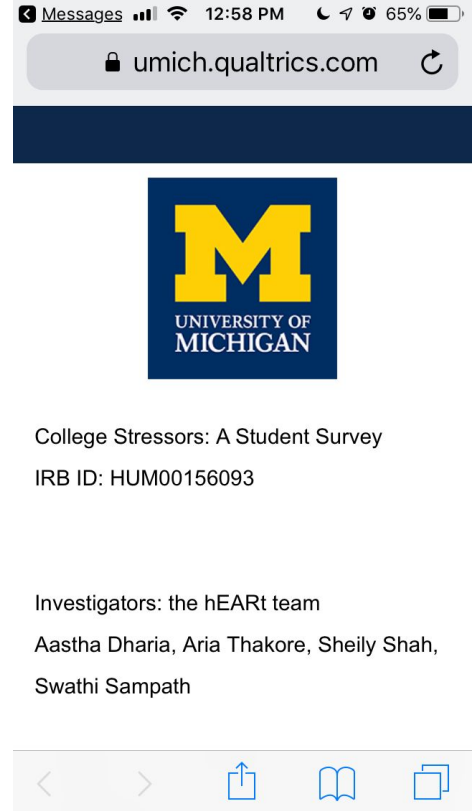 Messages 12:58 PM 65%
umich.qualtrics.com
M
UNIVERSITY OF
MICHIGAN
College Stressors: A Student Survey
IRB ID: HUM00156093
Investigators: the hEARt team
Aastha Dharia, Aria Thakore, Sheily Shah,
Swathi Sampath